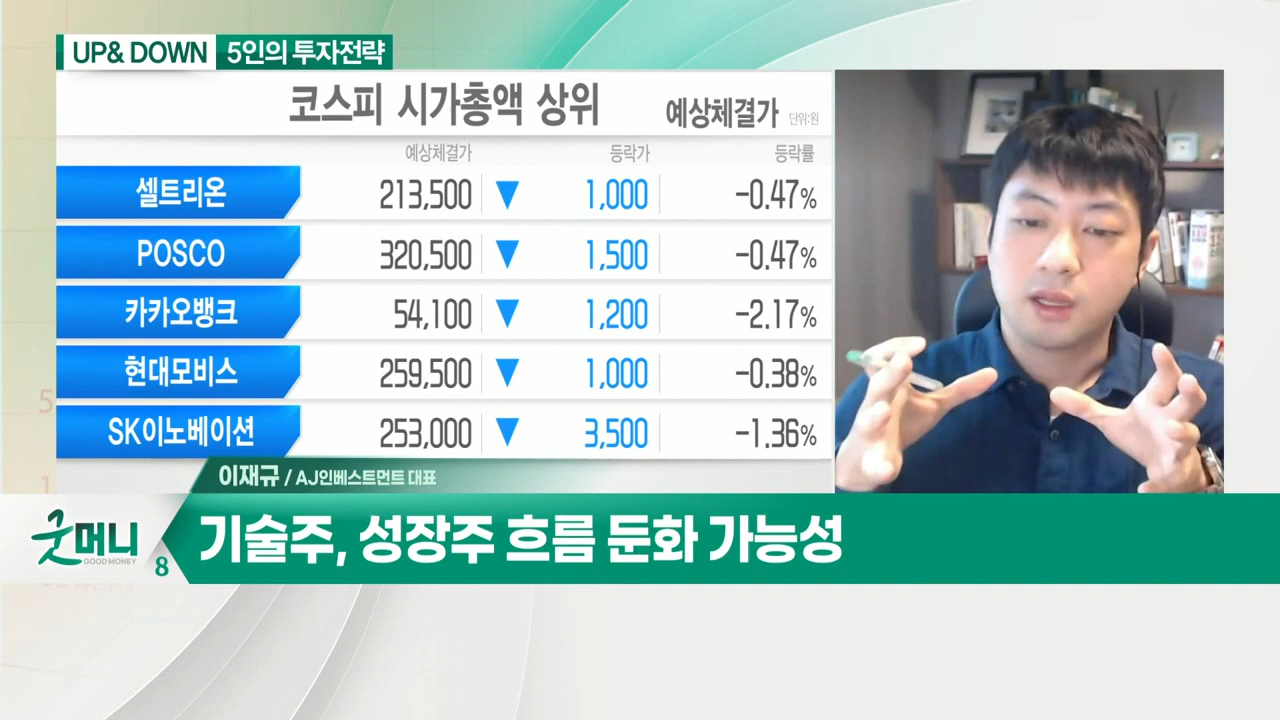 UP& DOWN 5인의 투자전략
코스피 시가총액 상위 예상체결가 단위:원
예상체결가 등락가 등락률
셀트리온 213,500 ▼ 1,000 -0.47%
POSCO 320,500 ▼ 1,500 -0.47%
카카오뱅크 54,100 ▼ 1,200 -2.17%
현대모비스 259,500 ▼ 1,000 -0.38%
SK이노베이션 253,000 ▼ 3,500 -1.36%
이재규 / AJ인베스트먼트 대표
굿머니
GOOD MONEY
8
기술주, 성장주 흐름 둔화 가능성